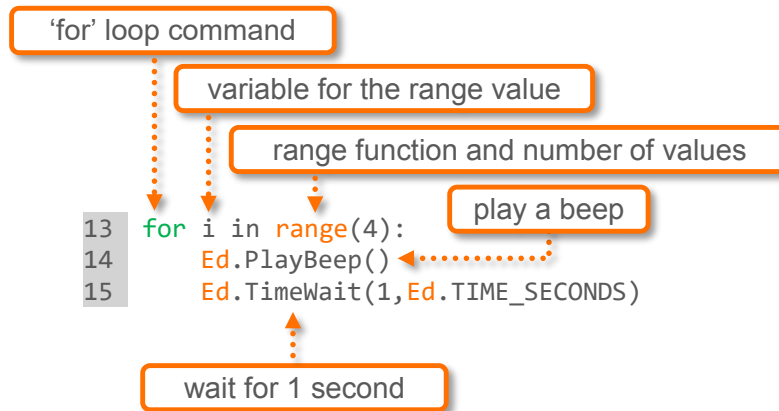 ‘for’ loop command
variable for the range value
range function and number of values
play a beep
13 for i in range(4):
14 Ed.PlayBeep()
15 Ed.TimeWait(1,Ed.TIME_SECONDS)
wait for 1 second